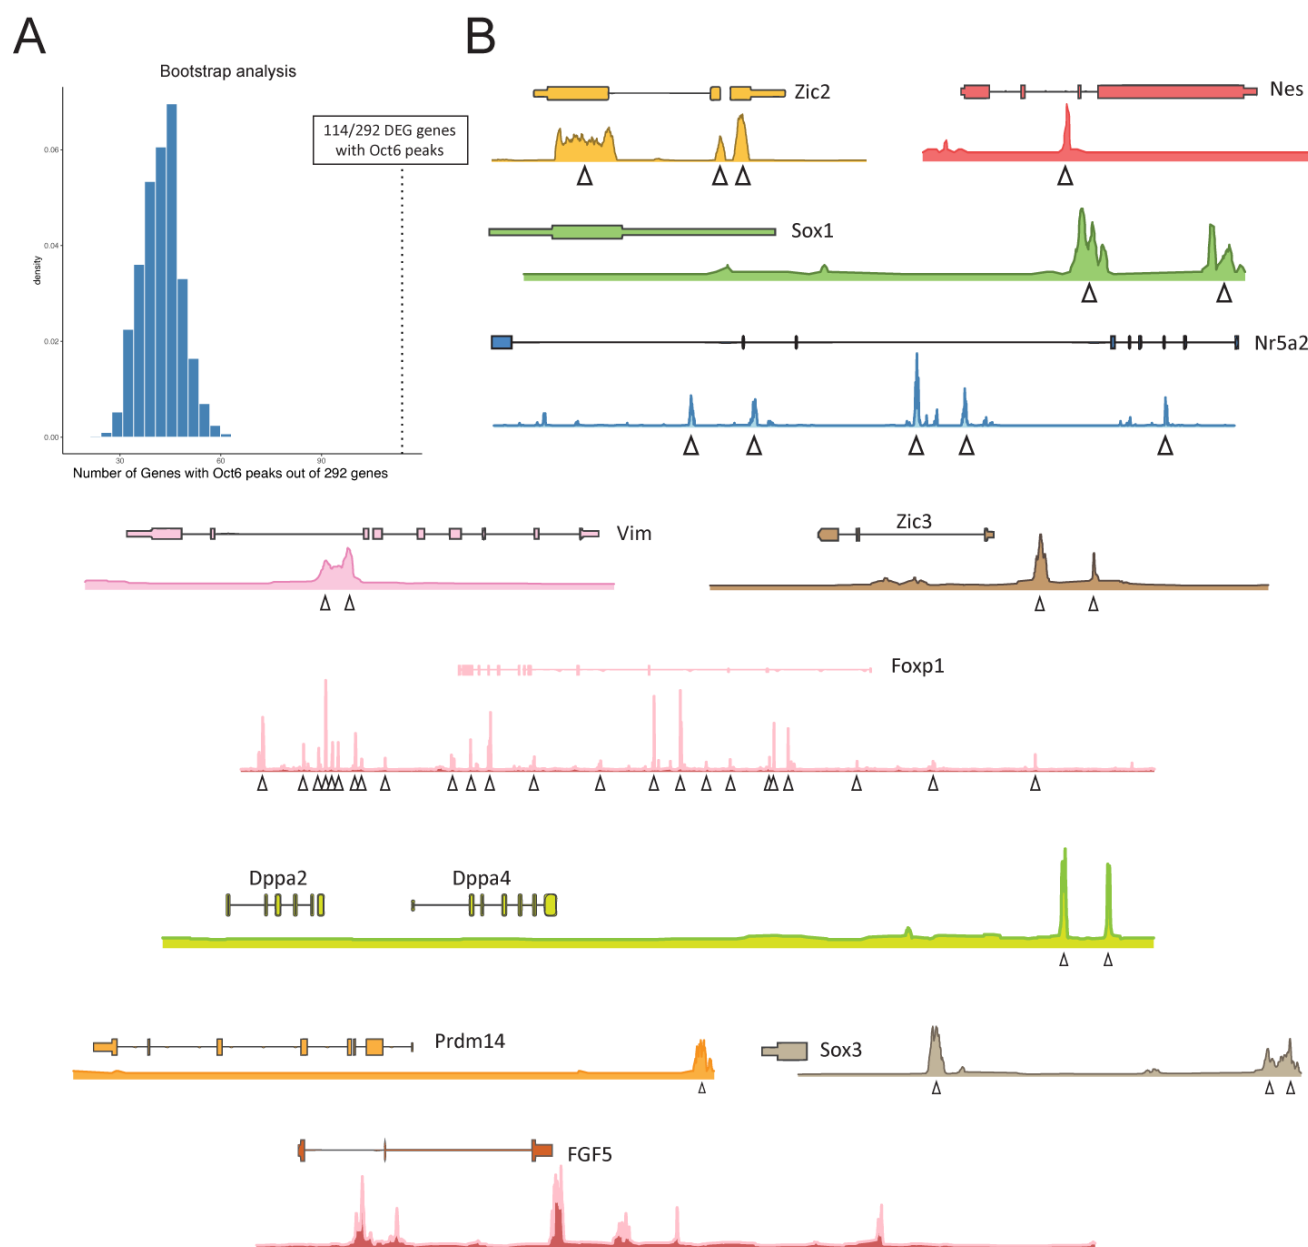 A
B
Bootstrap analysis
114/292 DEG genes
with Oct6 peaks
0.06
0.04
0.02
0.00
density
30
60
90
Number of Genes with Oct6 peaks out of 292 genes
Zic2
Nes
Sox1
Nr5a2
Vim
Zic3
Foxp1
Dppa2
Dppa4
Prdm14
Sox3
FGF5